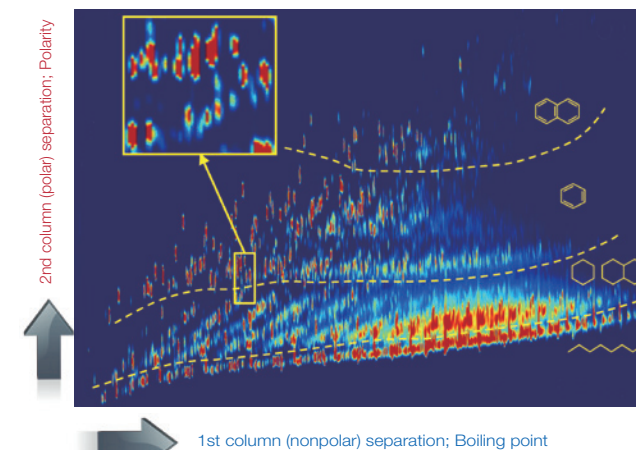 2nd column (polar) separation; Polarity
1st column (nonpolar) separation; Boiling point